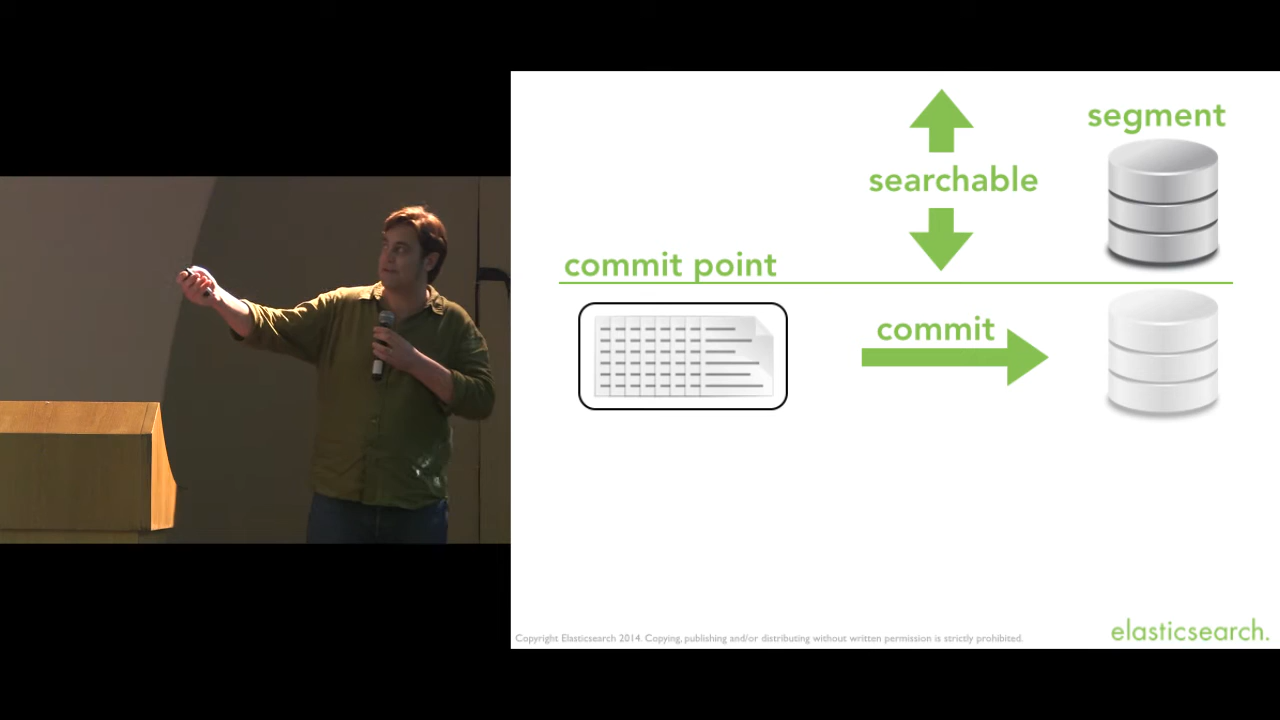 segment
searchable
commit point
commit
Copyright Elasticsearch 2014. Copying, publishing and/or distributing without written permission is strictly prohibited.
elasticsearch.